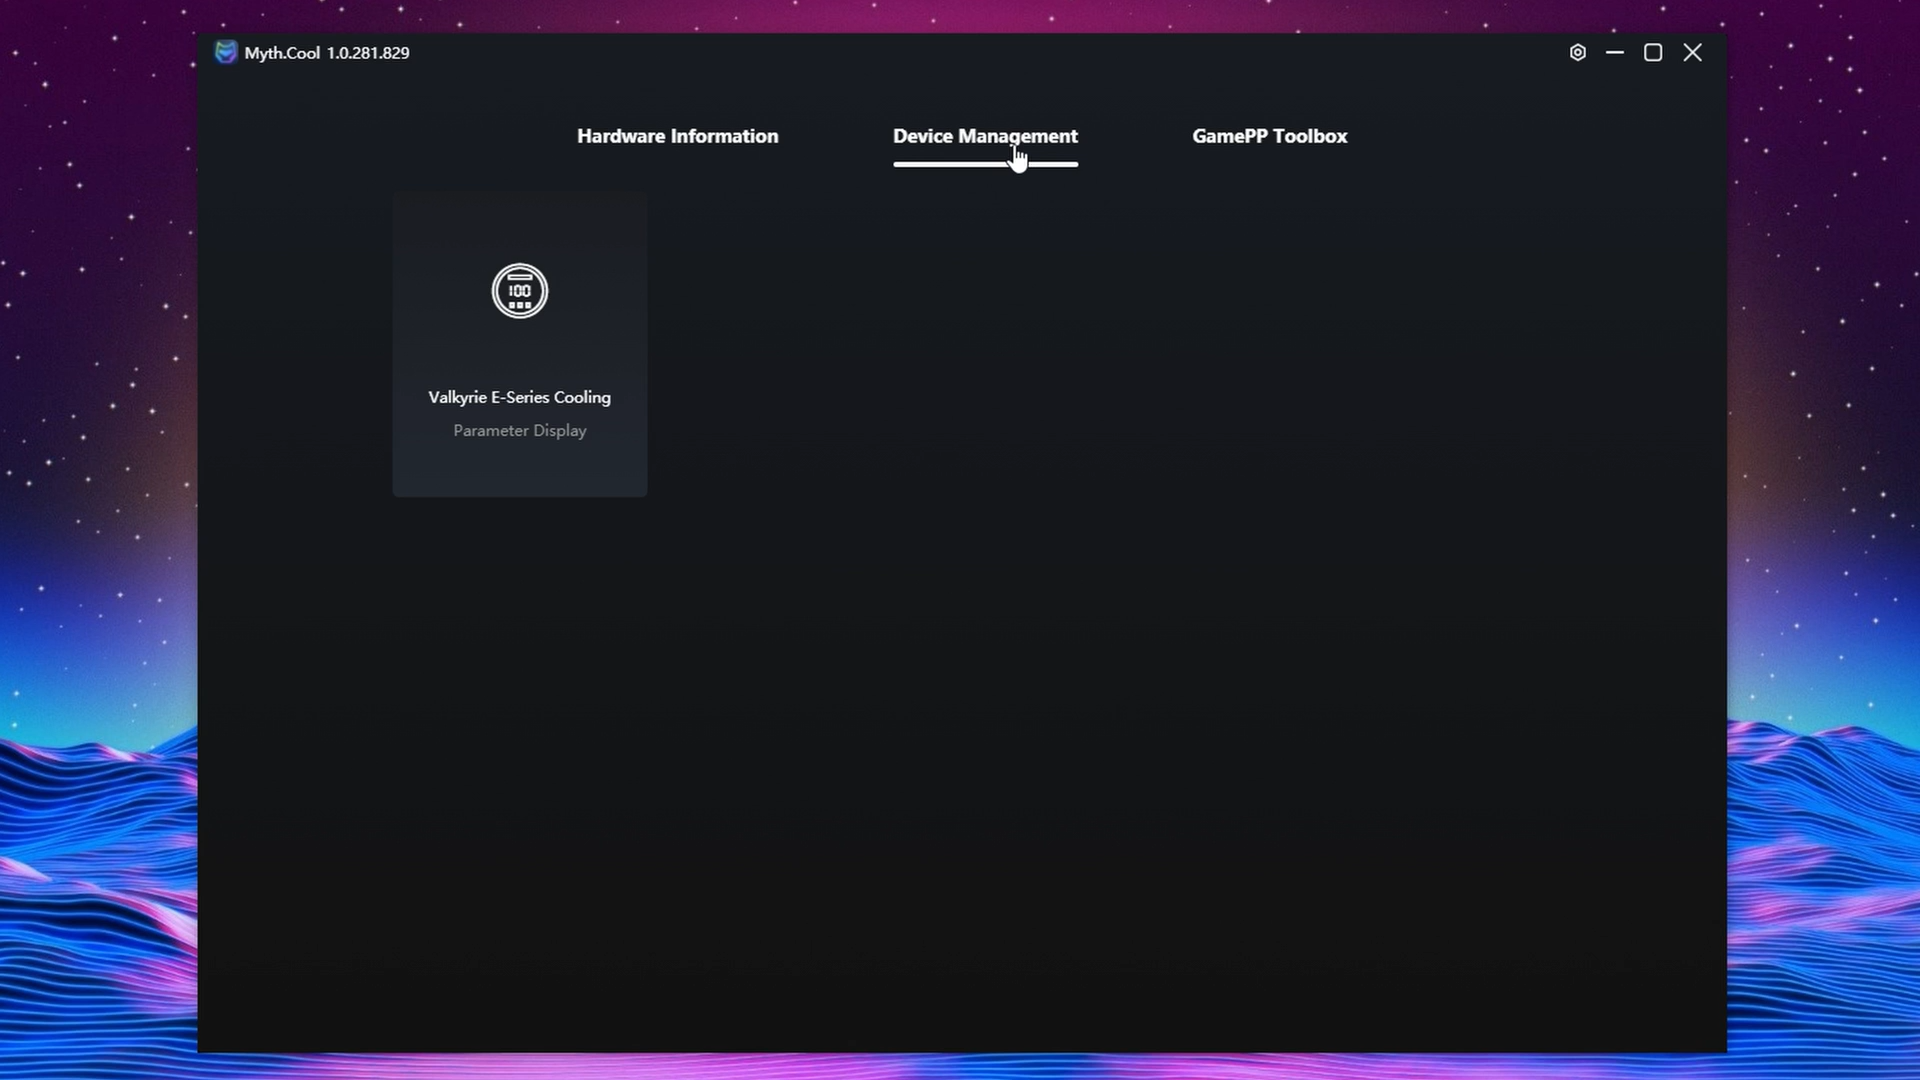 Myth.Cool 1.0.281.829
Hardware Information
Device Management
GamePP Toolbox
100
Valkyrie E-Series Cooling
Parameter Display